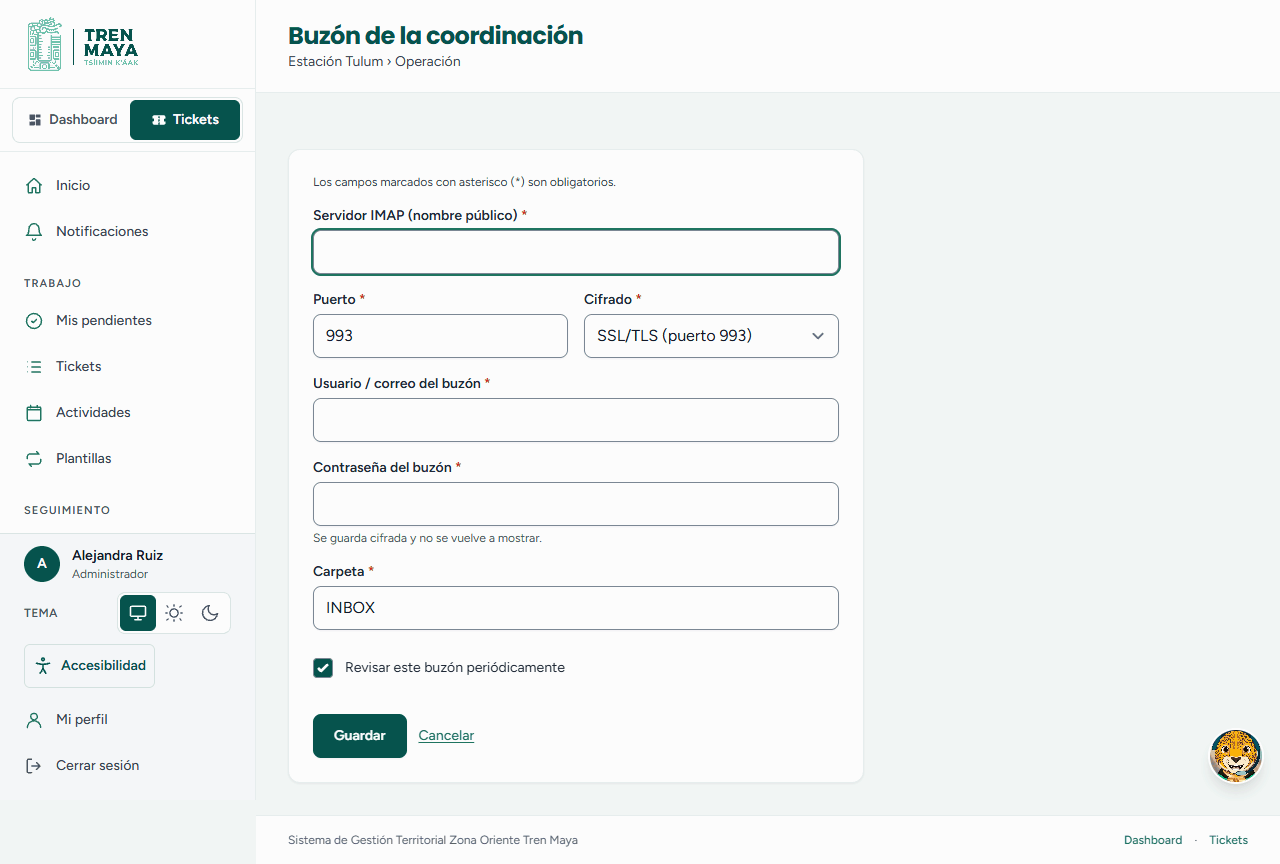 TREN
MAYA
TSÍIMIN K'ÁAK
Dashboard
Tickets
Inicio
Notificaciones
TRABAJO
Mis pendientes
Tickets
Actividades
Plantillas
SEGUIMIENTO
A
Alejandra Ruiz
Administrador
TEMA
Accesibilidad
Mi perfil
Cerrar sesión
Buzón de la coordinación
Estación Tulum › Operación
Los campos marcados con asterisco (*) son obligatorios.
Servidor IMAP (nombre público) *
Puerto *
Cifrado *
993
SSL/TLS (puerto 993)
Usuario / correo del buzón *
Contraseña del buzón *
Se guarda cifrada y no se vuelve a mostrar.
Carpeta *
INBOX
Revisar este buzón periódicamente
Guardar
Cancelar
Sistema de Gestión Territorial Zona Oriente Tren Maya
Dashboard · Tickets